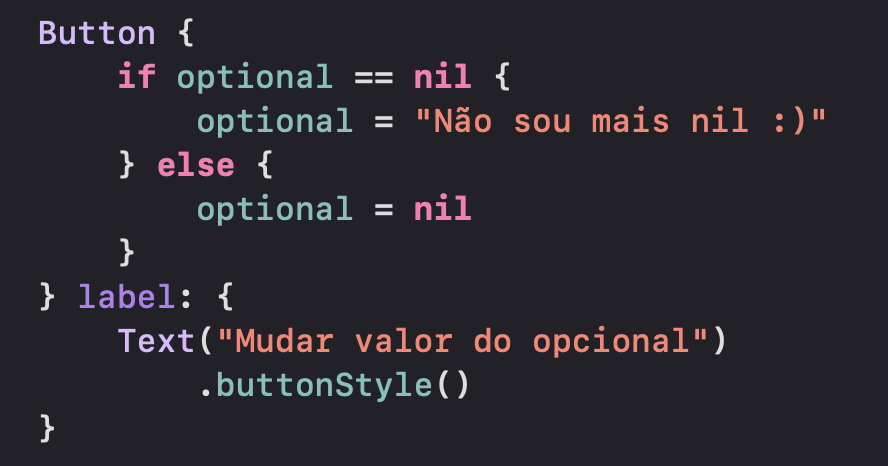 Button {
    if optional == nil {
        optional = "Não sou mais nil :)"
    } else {
        optional = nil
    }
} label: {
    Text("Mudar valor do opcional")
        .buttonStyle()
}